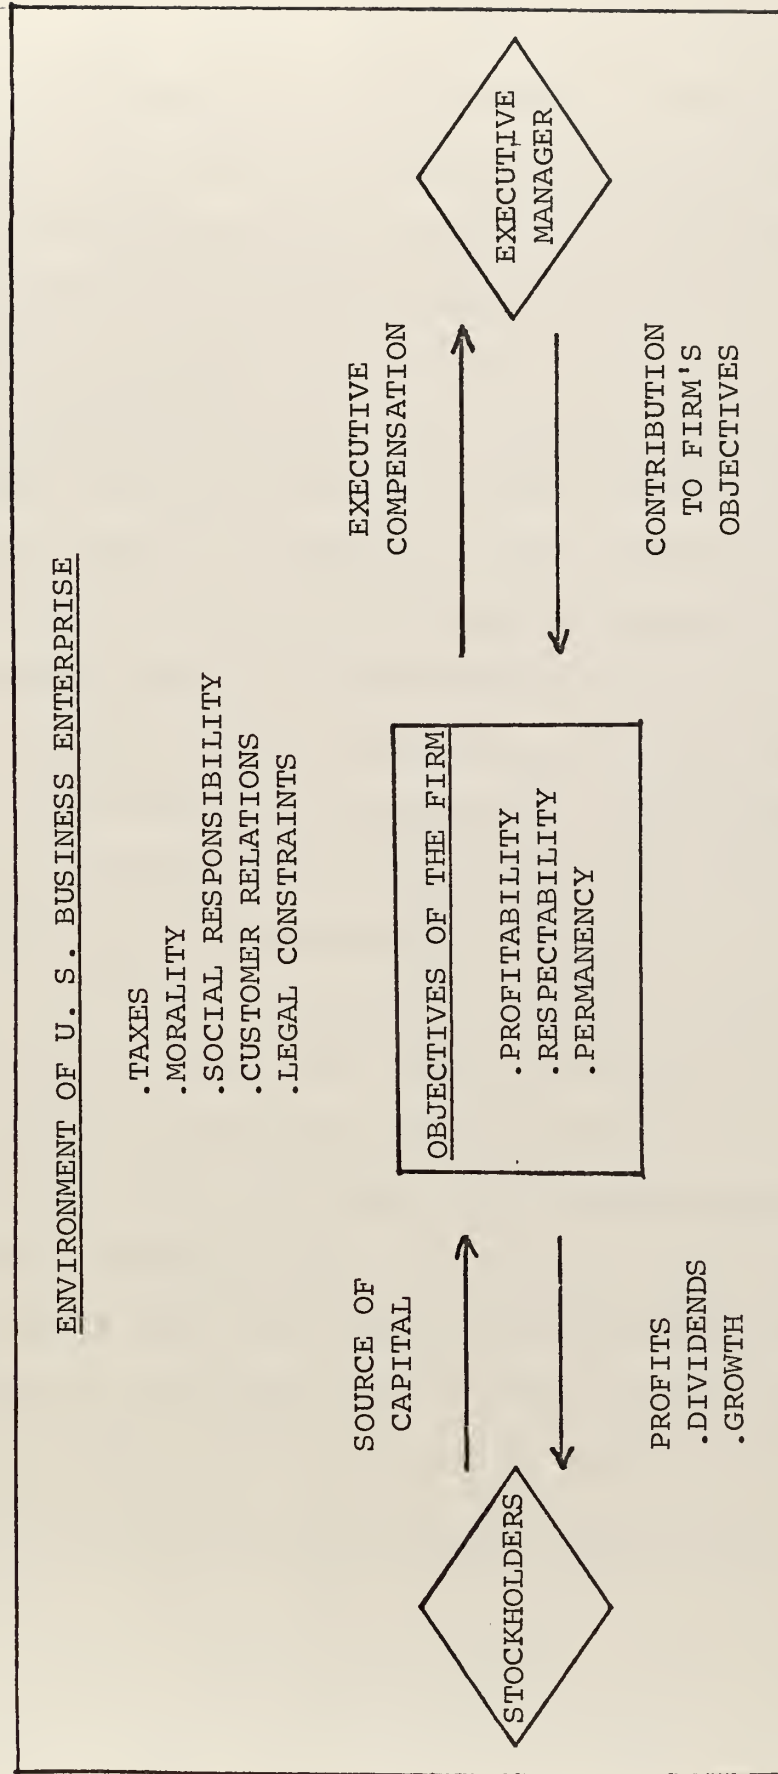 ENVIRONMENT OF U. S. BUSINESS ENTERPRISE
.TAXES
.MORALITY
.SOCIAL RESPONSIBILITY
.CUSTOMER RELATIONS
.LEGAL CONSTRAINTS
SOURCE OF
CAPITAL
EXECUTIVE
COMPENSATION
STOCKHOLDERS
OBJECTIVES OF THE FIRM
.PROFITABILITY
.RESPECTABILITY
.PERMANENCY
EXECUTIVE
MANAGER
PROFITS
.DIVIDENDS
.GROWTH
CONTRIBUTION
TO FIRM'S
OBJECTIVES